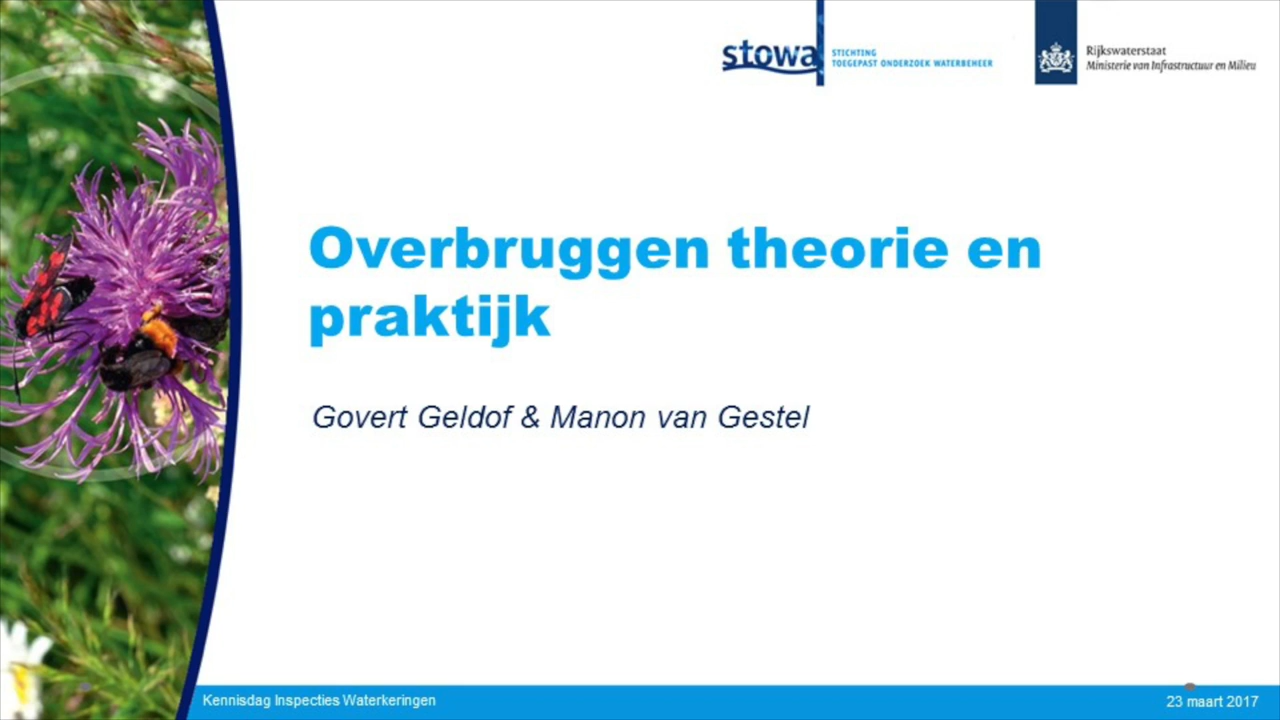 stowa
STICHTING
TOEGEPAST ONDERZOEK WATERBEHEER
Rijkswaterstaat
Ministerie van Infrastructuur en Milieu
Overbruggen theorie en
praktijk
Govert Geldof & Manon van Gestel
Kennisdag Inspecties Waterkeringen
23 maart 2017